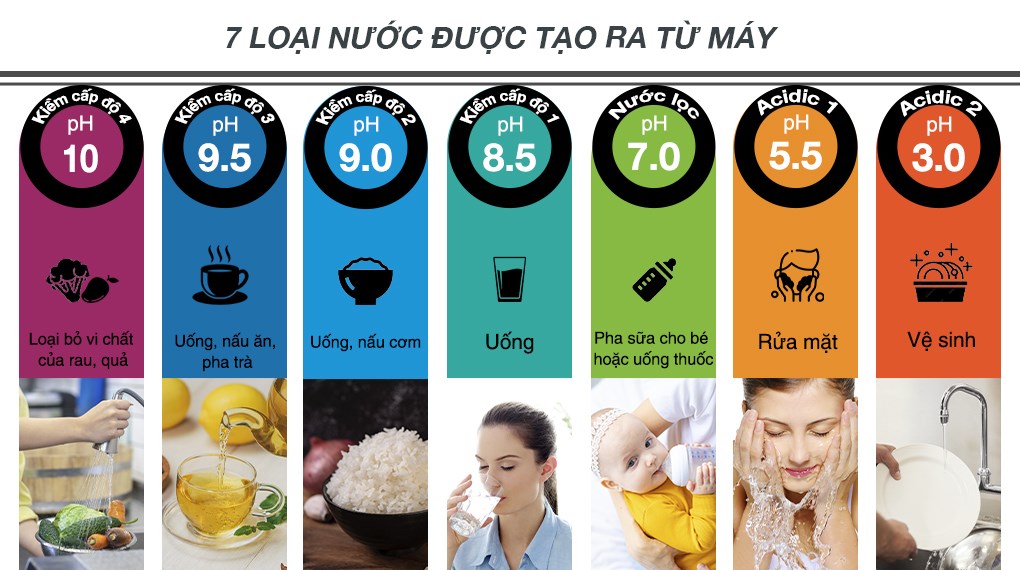 7 LOẠI NƯỚC ĐƯỢC TẠO RA TỪ MÁY
Kiềm cấp độ 4
pH
10
Loại bỏ vi chất
của rau, quả
Kiềm cấp độ 3
pH
9.5
Uống, nấu ăn,
pha trà
Kiềm cấp độ 2
pH
9.0
Uống, nấu cơm
Kiềm cấp độ 1
pH
8.5
Uống
Nước lọc
pH
7.0
Pha sữa cho bé
hoặc uống thuốc
Acidic 1
pH
5.5
Rửa mặt
Acidic 2
pH
3.0
Vệ sinh